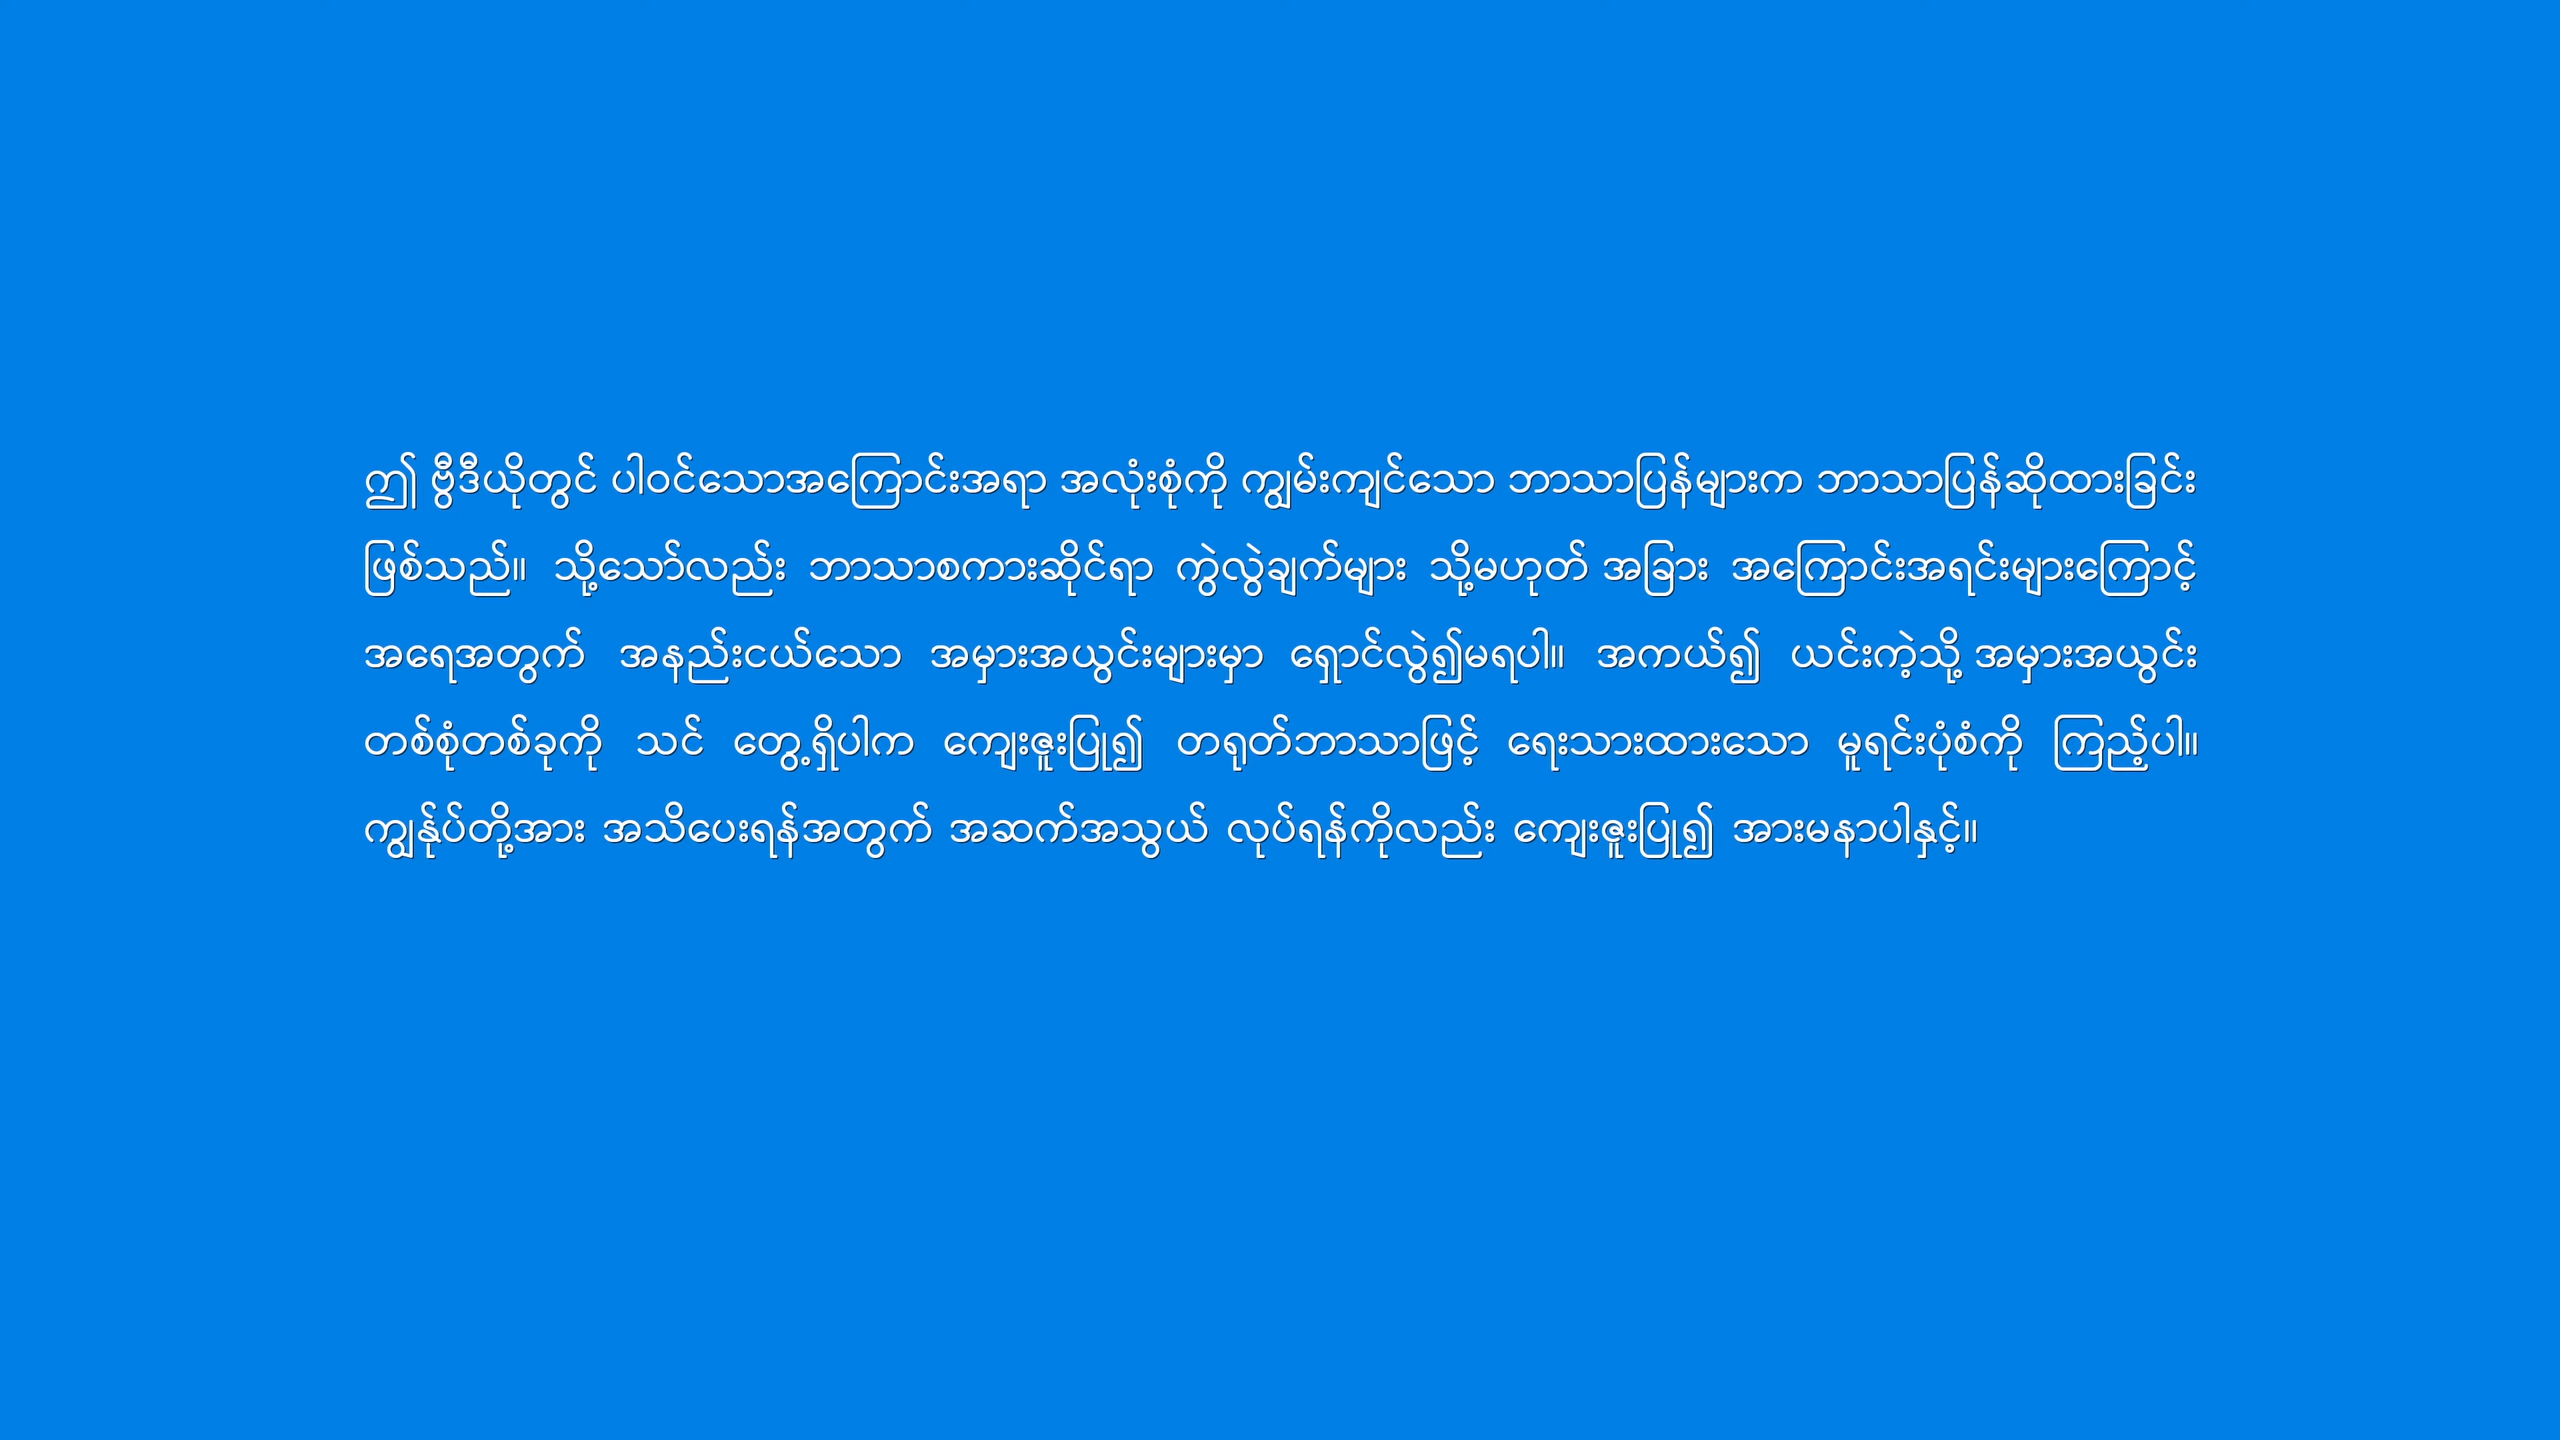 ဤ ဗွီဒီယိုတွင် ပါဝင်သောအကြောင်းအရာ အလုံးစုံကို ကျွမ်းကျင်သော ဘာသာပြန်များက ဘာသာပြန်ဆိုထားခြင်း
ဖြစ်သည်။ သို့သော်လည်း ဘာသာစကားဆိုင်ရာ ကွဲလွဲချက်များ သို့မဟုတ် အခြား အကြောင်းအရင်းများကြောင့်
အရေအတွက် အနည်းငယ်သော အမှားအယွင်းများမှာ ရှောင်လွဲ၍မရပါ။ အကယ်၍ ယင်းကဲ့သို့ အမှားအယွင်း
တစ်စုံတစ်ခုကို သင် တွေ့ရှိပါက ကျေးဇူးပြု၍ တရုတ်ဘာသာဖြင့် ရေးသားထားသော မူရင်းပုံစံကို ကြည့်ပါ။
ကျွန်ုပ်တို့အား အသိပေးရန်အတွက် အဆက်အသွယ် လုပ်ရန်ကိုလည်း ကျေးဇူးပြု၍ အားမနာပါနှင့်။